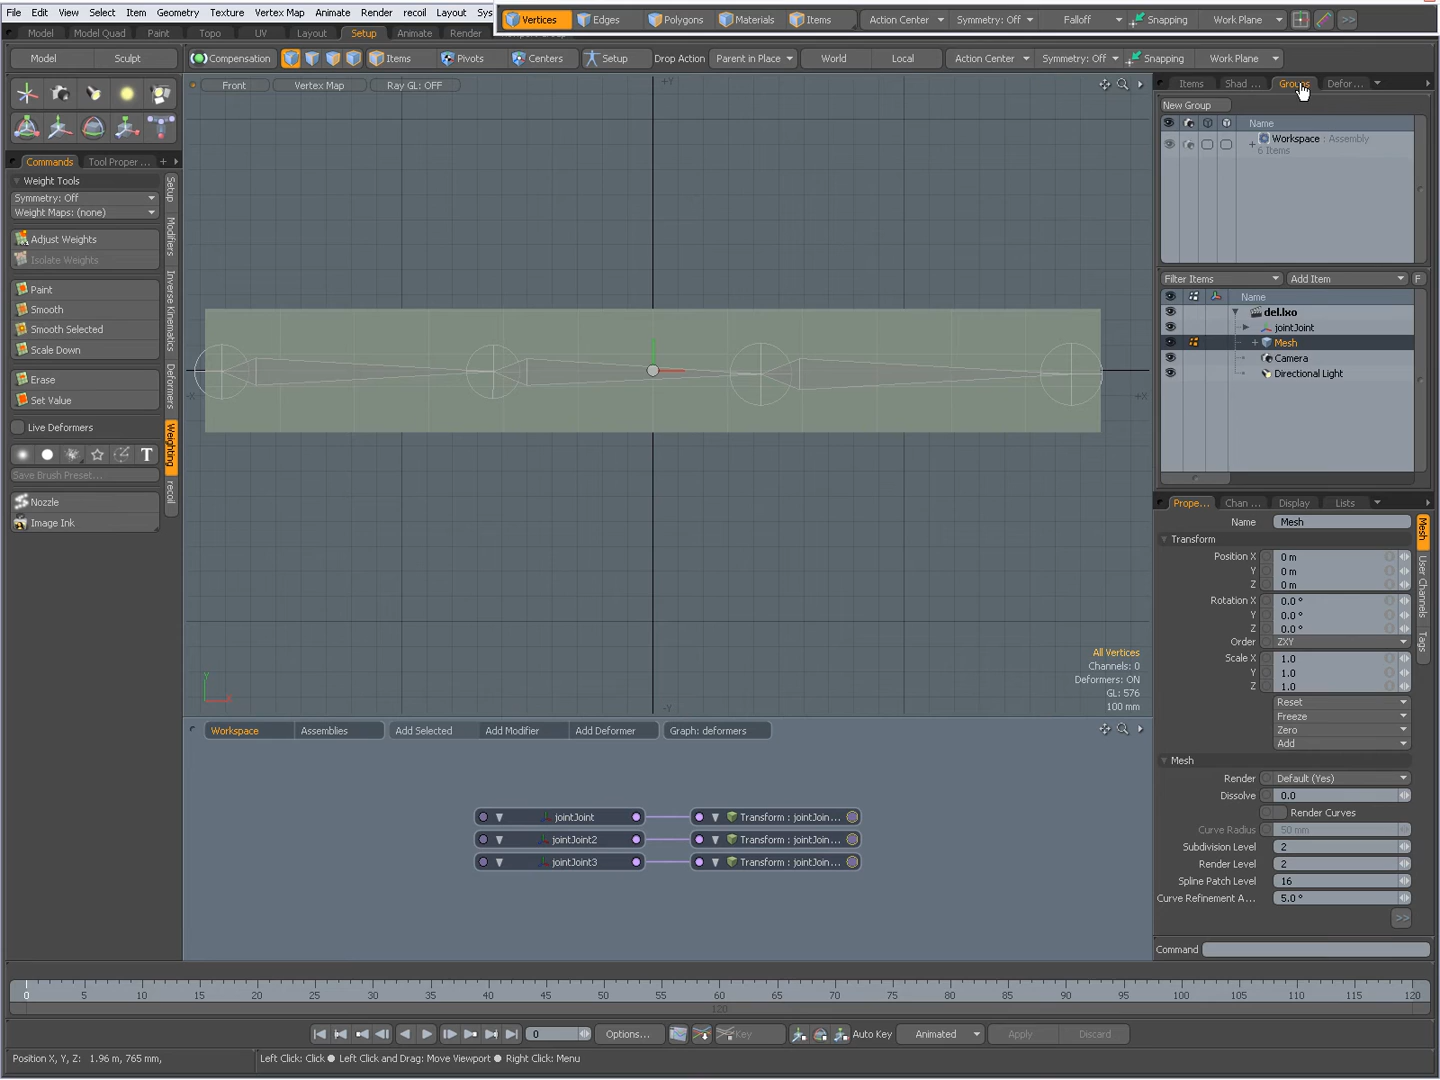 File Edit View Select Item Geometry Texture Vertex Map Animate Render recoil Layout Sys
Vertices Edges Polygons Materials Items Action Center Symmetry: Off Falloff Snapping Work Plane >>
Model Model Quad Paint Topo UV Layout Setup Animate Render
Model Sculpt Compensation Items Pivots Centers Setup Drop Action Parent in Place World Local Action Center Symmetry: Off Snapping Work Plane
Front Vertex Map Ray GL: OFF +Y
Items Shad ... Groups Defor...
New Group
Name
Workspace : Assembly
6 Items
Commands Tool Proper ... +
Weight Tools
Symmetry: Off
Weight Maps: (none)
Adjust Weights
Isolate Weights
Paint
Smooth
Smooth Selected
Scale Down
Erase
Set Value
Live Deformers
T
Save Brush Preset...
Nozzle
Image Ink
Setup
Modifiers
Inverse Kinematics
Deformers
Weighting
recoil
-X
+X
-Y
Y
X
All Vertices
Channels: 0
Deformers: ON
GL: 576
100 mm
Filter Items Add Item F
Name
del.lxo
jointJoint
Mesh
Camera
Directional Light
Prope... Chan ... Display Lists
Name Mesh
Transform
Position X 0 m
Y 0 m
Z 0 m
Rotation X 0.0 °
Y 0.0 °
Z 0.0 °
Order ZXY
Scale X 1.0
Y 1.0
Z 1.0
Reset
Freeze
Zero
Add
Mesh
Render Default (Yes)
Dissolve 0.0
Render Curves
Curve Radius 50 mm
Subdivision Level 2
Render Level 2
Spline Patch Level 16
Curve Refinement A... 5.0 °
>>
Mesh
User Channels
Tags
Command
Workspace Assemblies Add Selected Add Modifier Add Deformer Graph: deformers
jointJoint Transform : jointJoin...
jointJoint2 Transform : jointJoin...
jointJoint3 Transform : jointJoin...
0 5 10 15 20 25 30 35 40 45 50 55 60 65 70 75 80 85 90 95 100 105 110 115 120
120
0 Options... Key Auto Key Animated Apply Discard
Position X, Y, Z: 1.96 m, 765 mm, Left Click: Click ● Left Click and Drag: Move Viewport ● Right Click: Menu